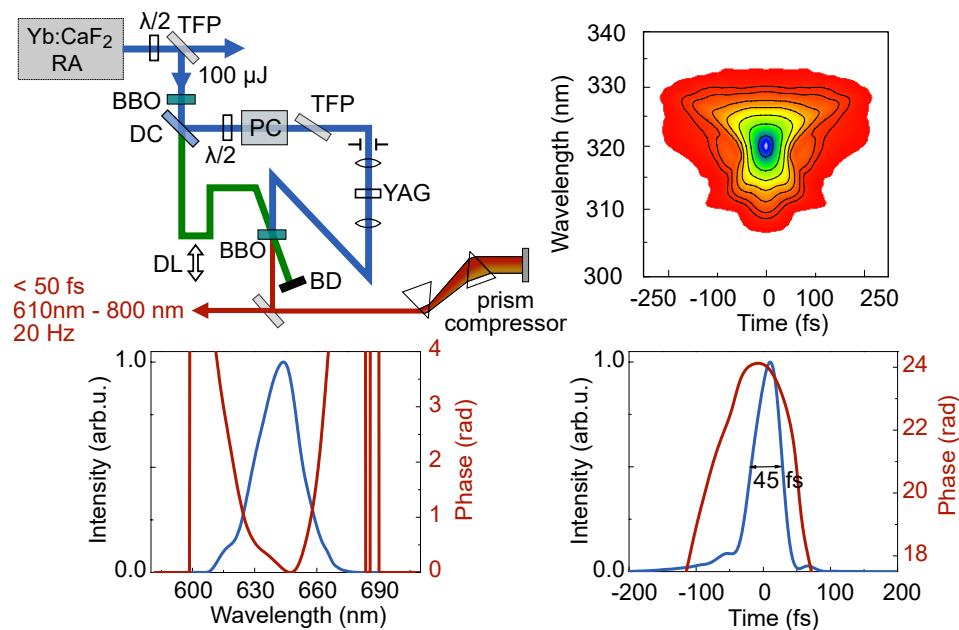 Yb:CaF₂
RA
λ/2
TFP
100 µJ
BBO
DC
λ/2
PC
TFP
YAG
DL
BBO
BD
prism
compressor
< 50 fs
610nm - 800 nm
20 Hz
340
330
320
310
300
Wavelength (nm)
-250
-100
0
100
250
Time (fs)
1.0
0.0
Intensity (arb.u.)
600
630
660
690
Wavelength (nm)
4
3
2
1
0
Phase (rad)
1.0
0.0
Intensity (arb.u.)
45 fs
-200
-100
0
100
200
Time (fs)
24
22
20
18
Phase (rad)